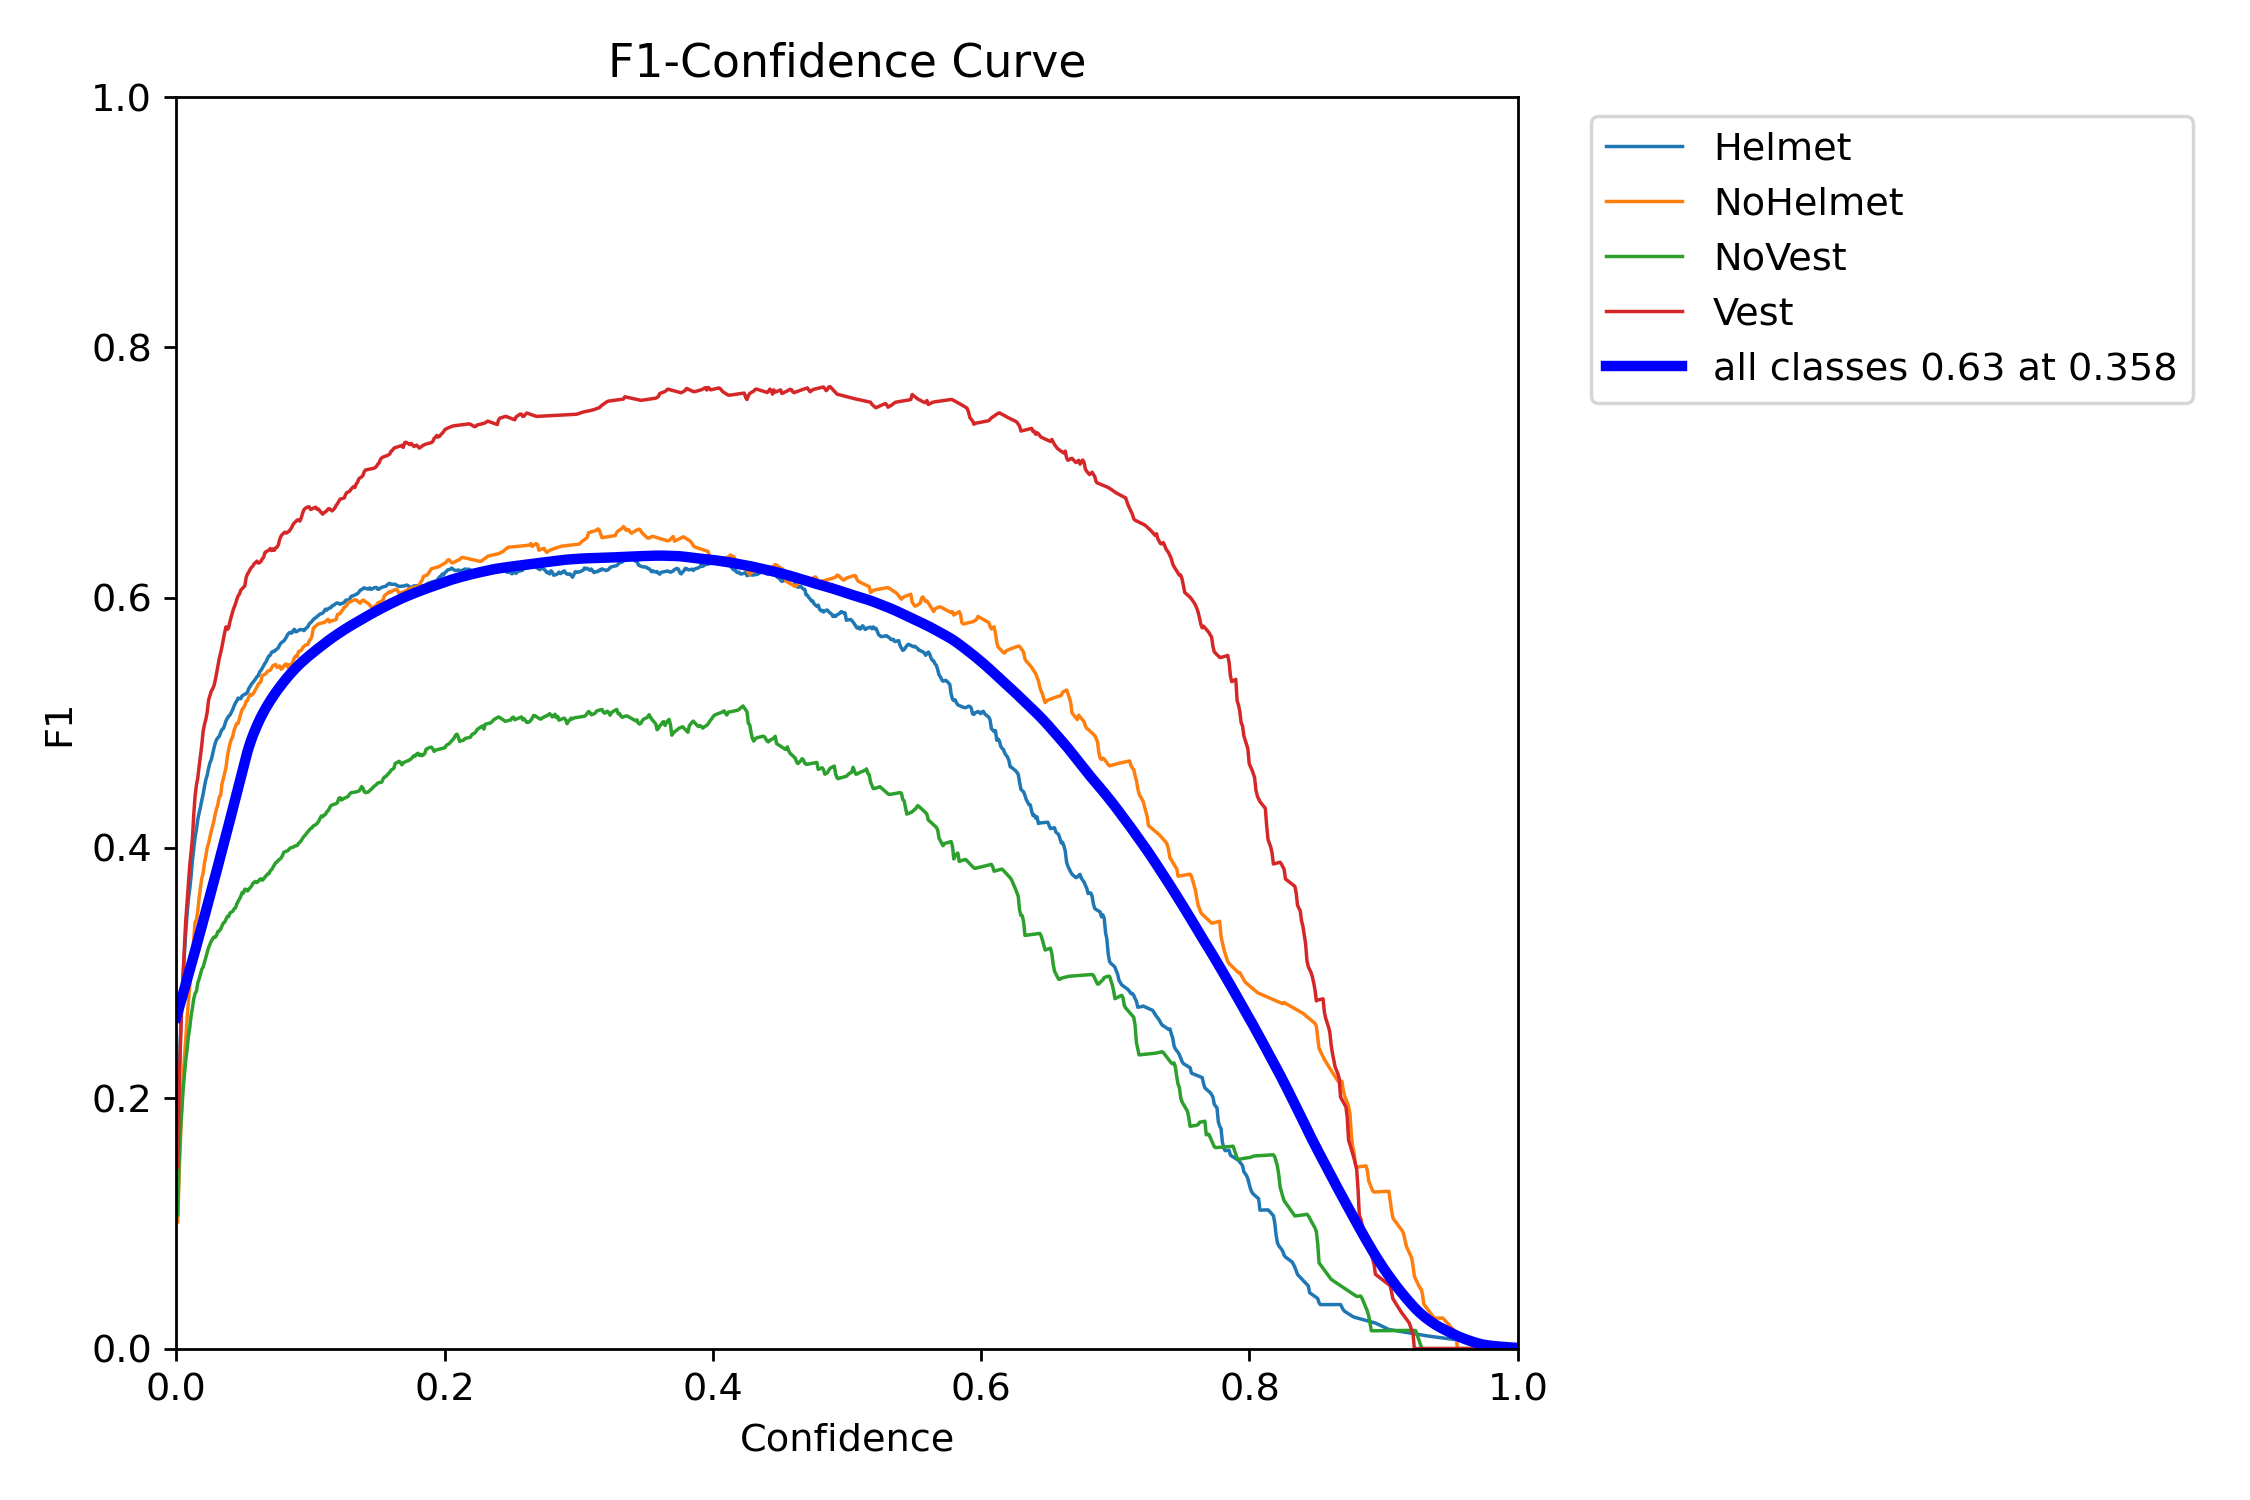 F1-Confidence Curve
1.0
0.8
0.6
0.4
0.2
0.0
F1
0.0 0.2 0.4 0.6 0.8 1.0
Confidence
Helmet
NoHelmet
NoVest
Vest
all classes 0.63 at 0.358